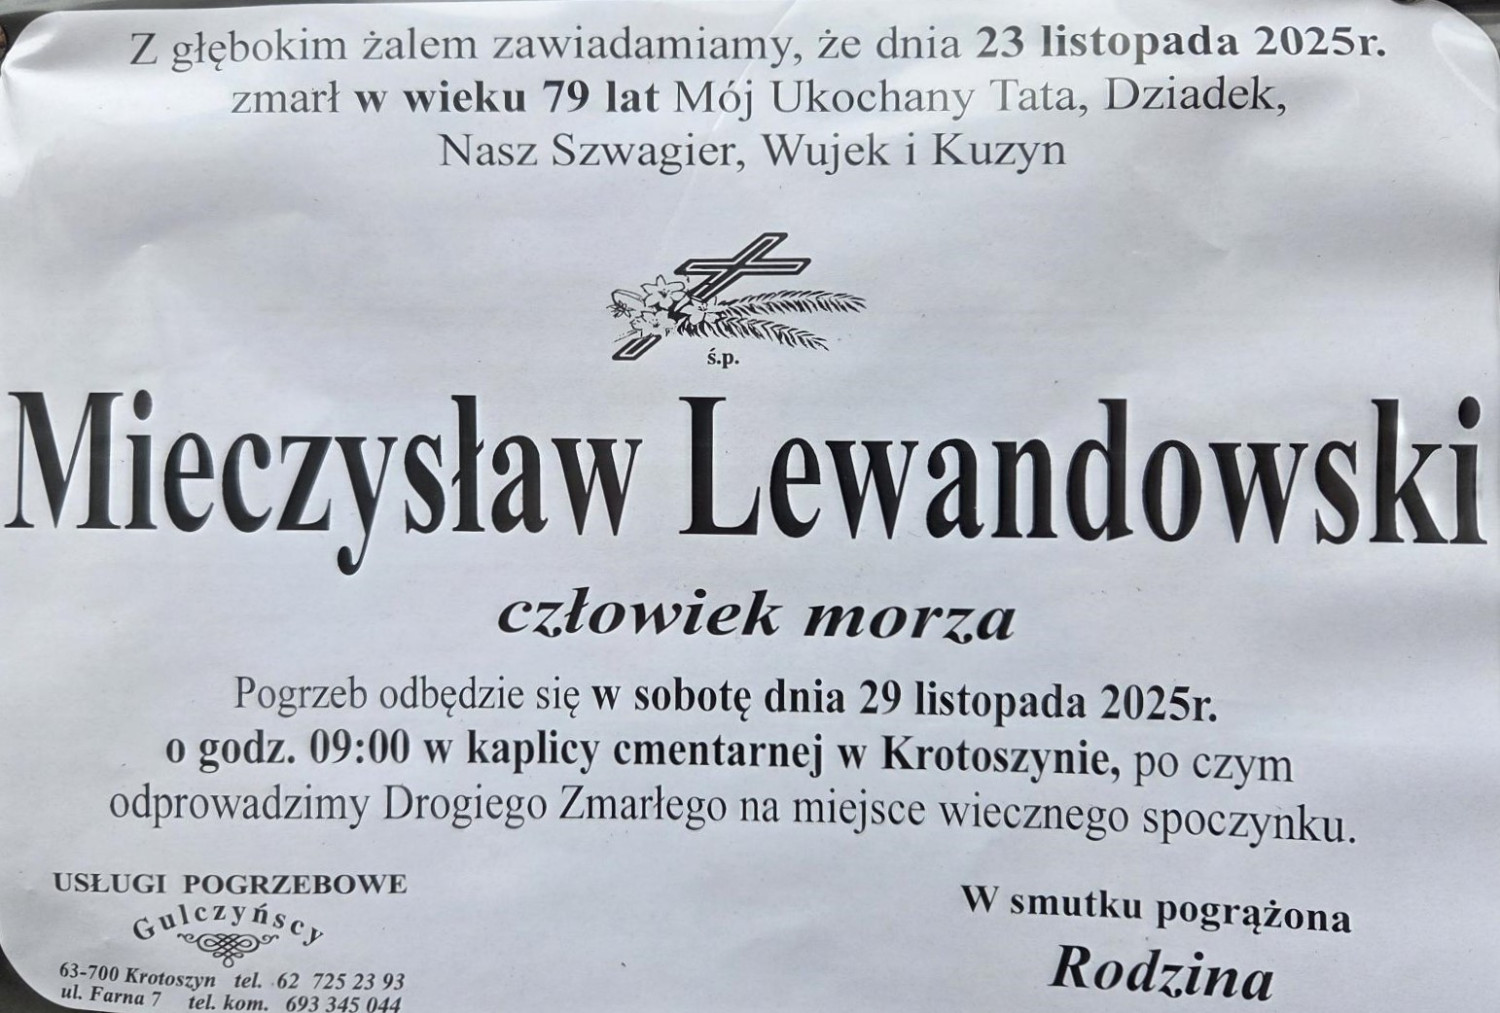 Z głębokim żalem zawiadamiamy, że dnia 23 listopada 2025r.
zmarł w wieku 79 lat Mój Ukochany Tata, Dziadek,
Nasz Szwagier, Wujek i Kuzyn
ś.p.
Mieczysław Lewandowski
człowiek morza
Pogrzeb odbędzie się w sobotę dnia 29 listopada 2025r.
o godz. 09:00 w kaplicy cmentarnej w Krotoszynie, po czym
odprowadzimy Drogiego Zmarłego na miejsce wiecznego spoczynku.
USŁUGI POGRZEBOWE
Gulczyńscy
63-700 Krotoszyn tel. 62 725 23 93
ul. Farna 7 tel. kom. 693 345 044
W smutku pogrążona
Rodzina